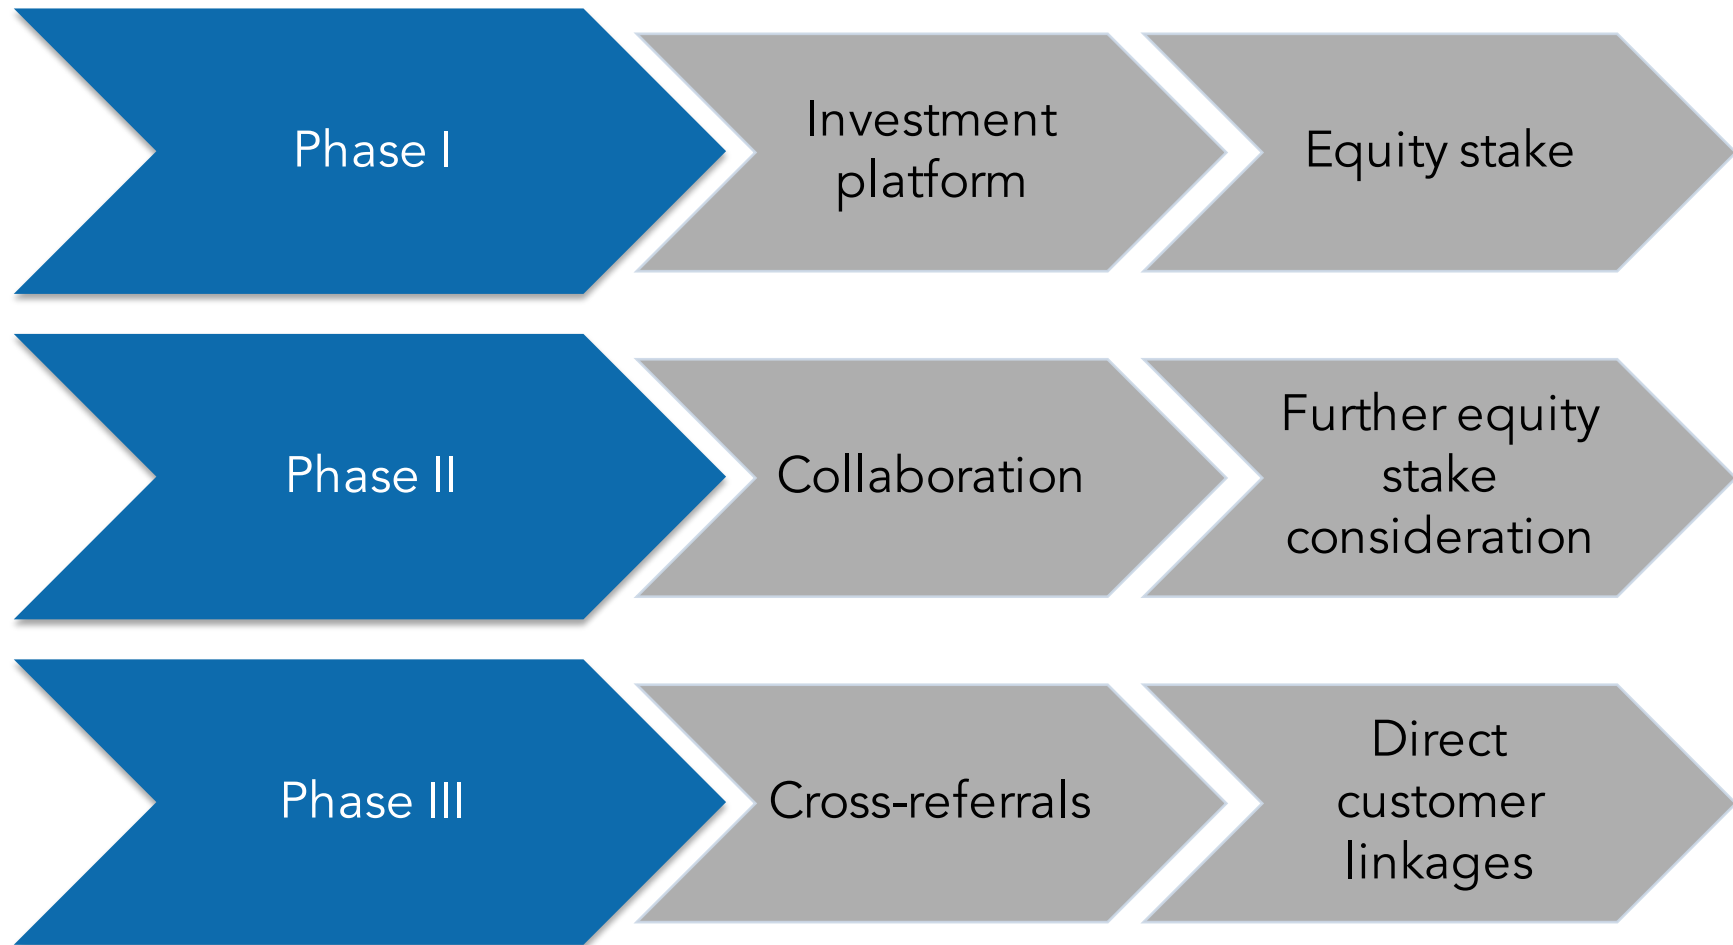 Phase I
Investment
platform
Equity stake
Phase II
Collaboration
Further equity
stake
consideration
Phase III
Cross-referrals
Direct
customer
linkages